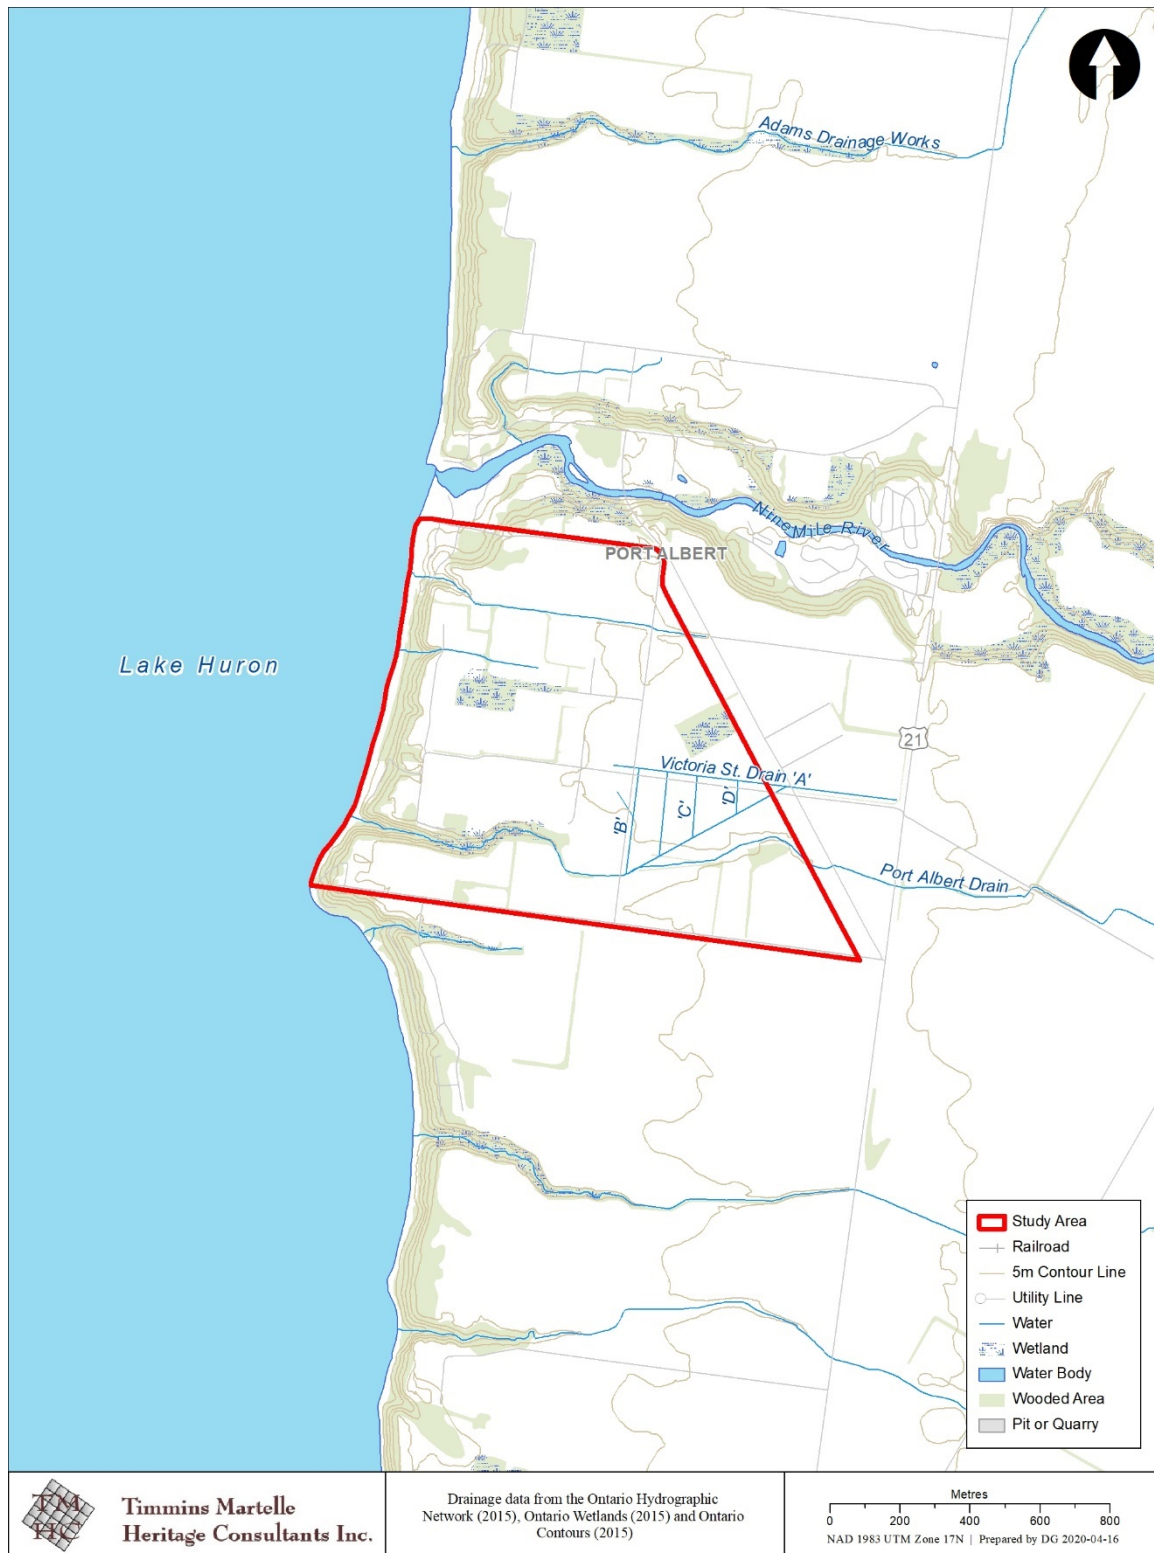 Adams Drainage Works
Nine Mile River
PORT ALBERT
Lake Huron
21
Victoria St. Drain 'A'
'B'
'C'
'D'
Port Albert Drain
Study Area
Railroad
5m Contour Line
Utility Line
Water
Wetland
Water Body
Wooded Area
Pit or Quarry
TM
HC
Timmins Martelle
Heritage Consultants Inc.
Drainage data from the Ontario Hydrographic
Network (2015), Ontario Wetlands (2015) and Ontario
Contours (2015)
Metres
0 200 400 600 800
NAD 1983 UTM Zone 17N | Prepared by DG 2020-04-16